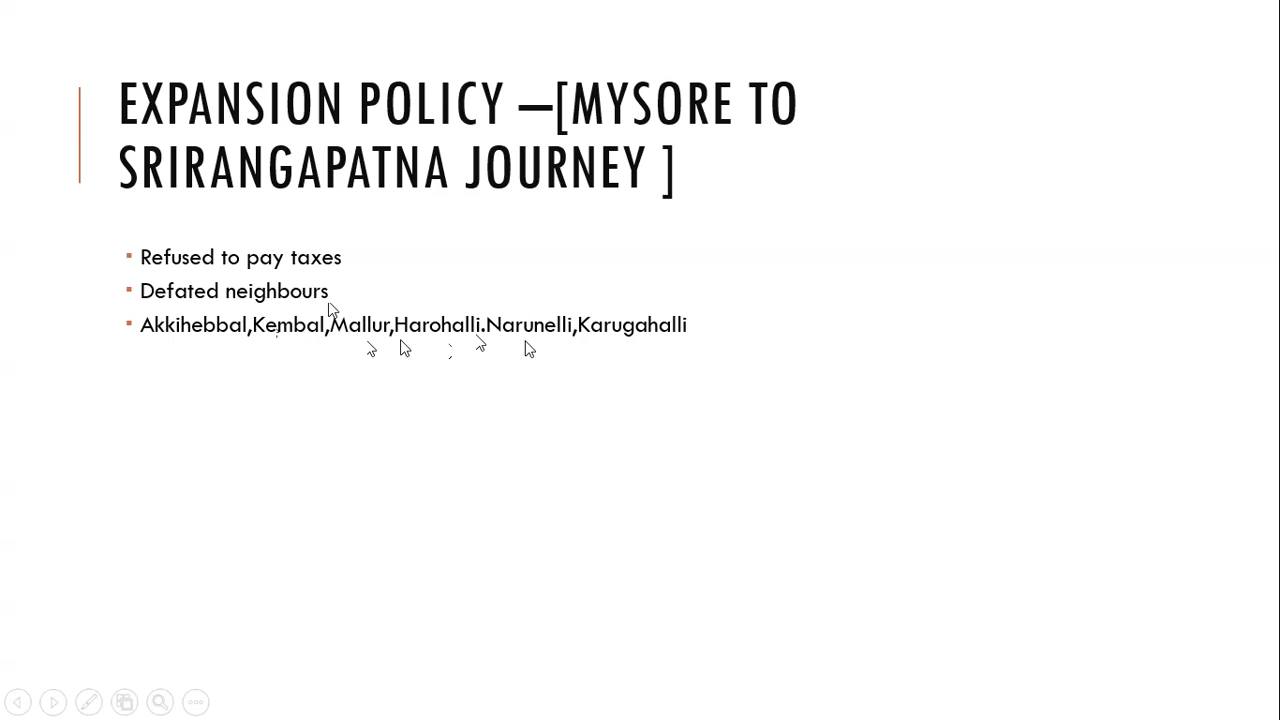 EXPANSION POLICY –[MYSORE TO
SRIRANGAPATNA JOURNEY ]
Refused to pay taxes
Defated neighbours
Akkihebbal,Kembal,Mallur,Harohalli.Narunelli,Karugahalli